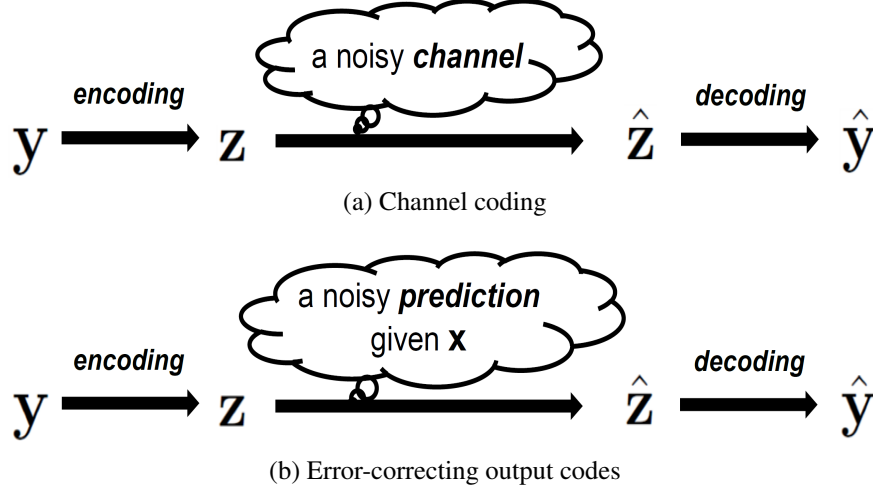 a noisy channel
encoding
decoding
y z ẑ ŷ
(a) Channel coding
a noisy prediction
given x
encoding
decoding
y z ẑ ŷ
(b) Error-correcting output codes